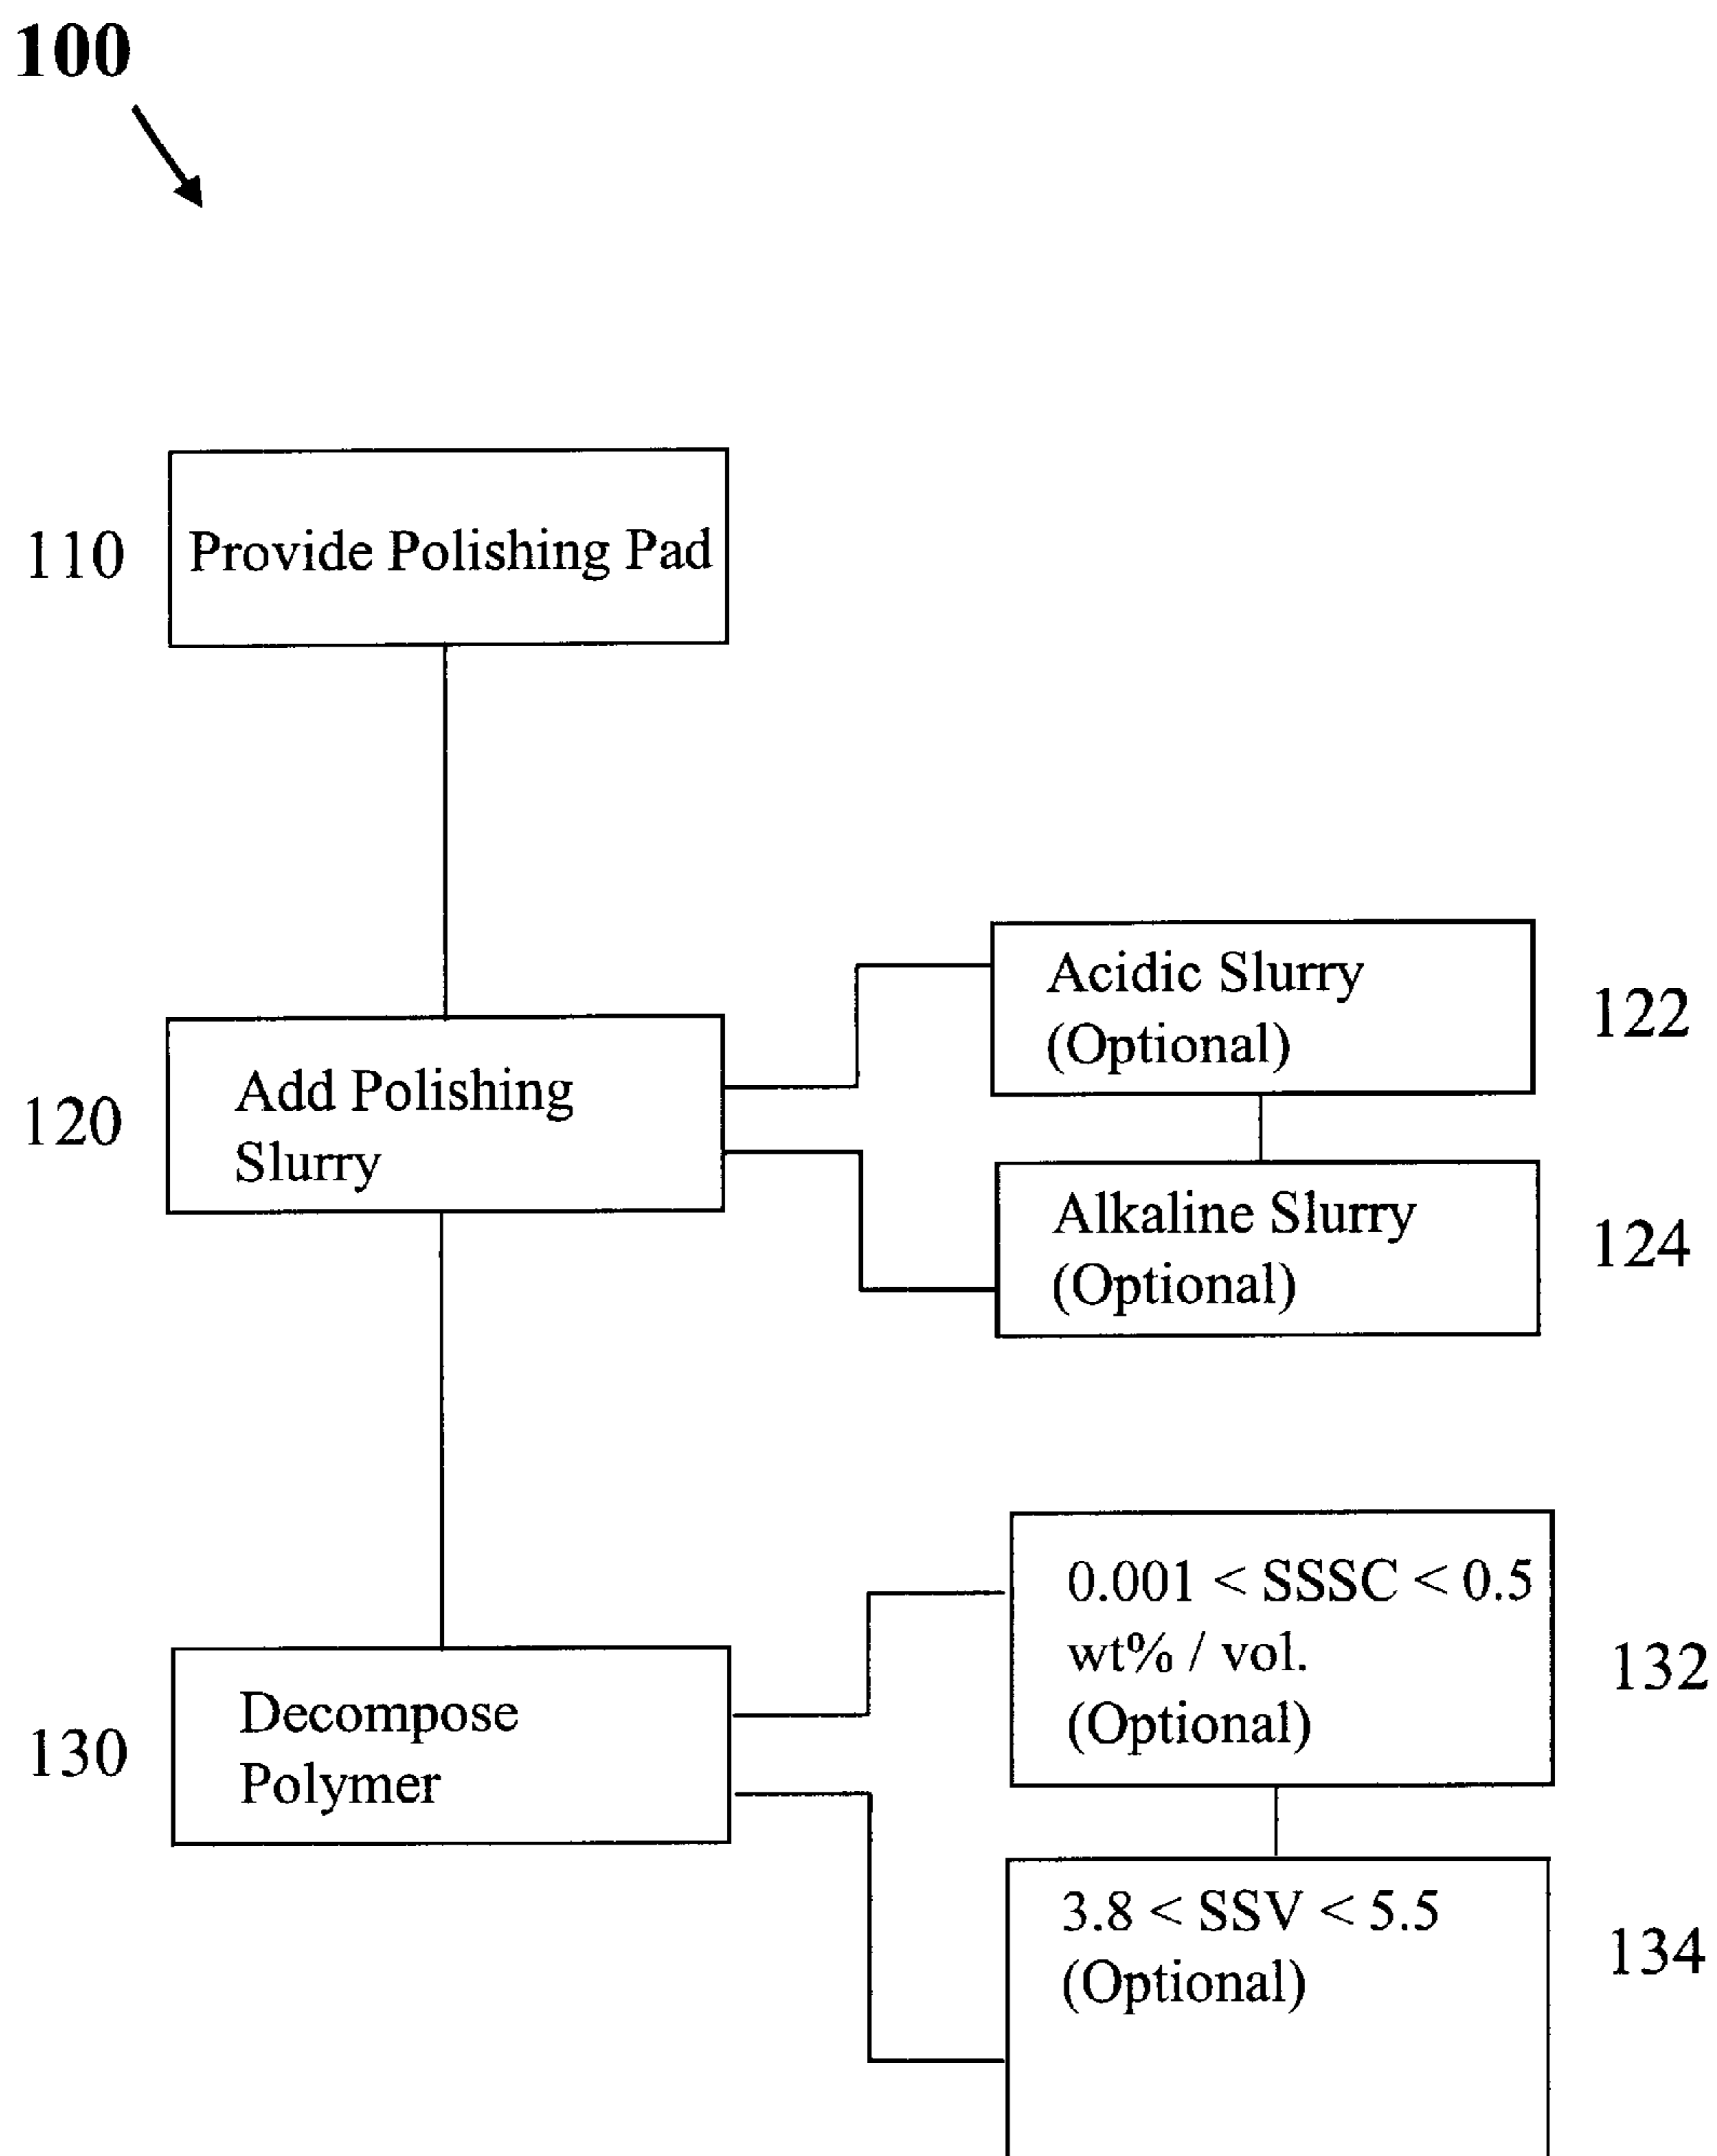 100
110
Provide Polishing Pad
Acidic Slurry
(Optional)
122
120
Add Polishing
Slurry
Alkaline Slurry
(Optional)
124
0.001 < SSSC < 0.5
wt% / vol.
(Optional)
132
130
Decompose
Polymer
3.8 < SSV < 5.5
(Optional)
134